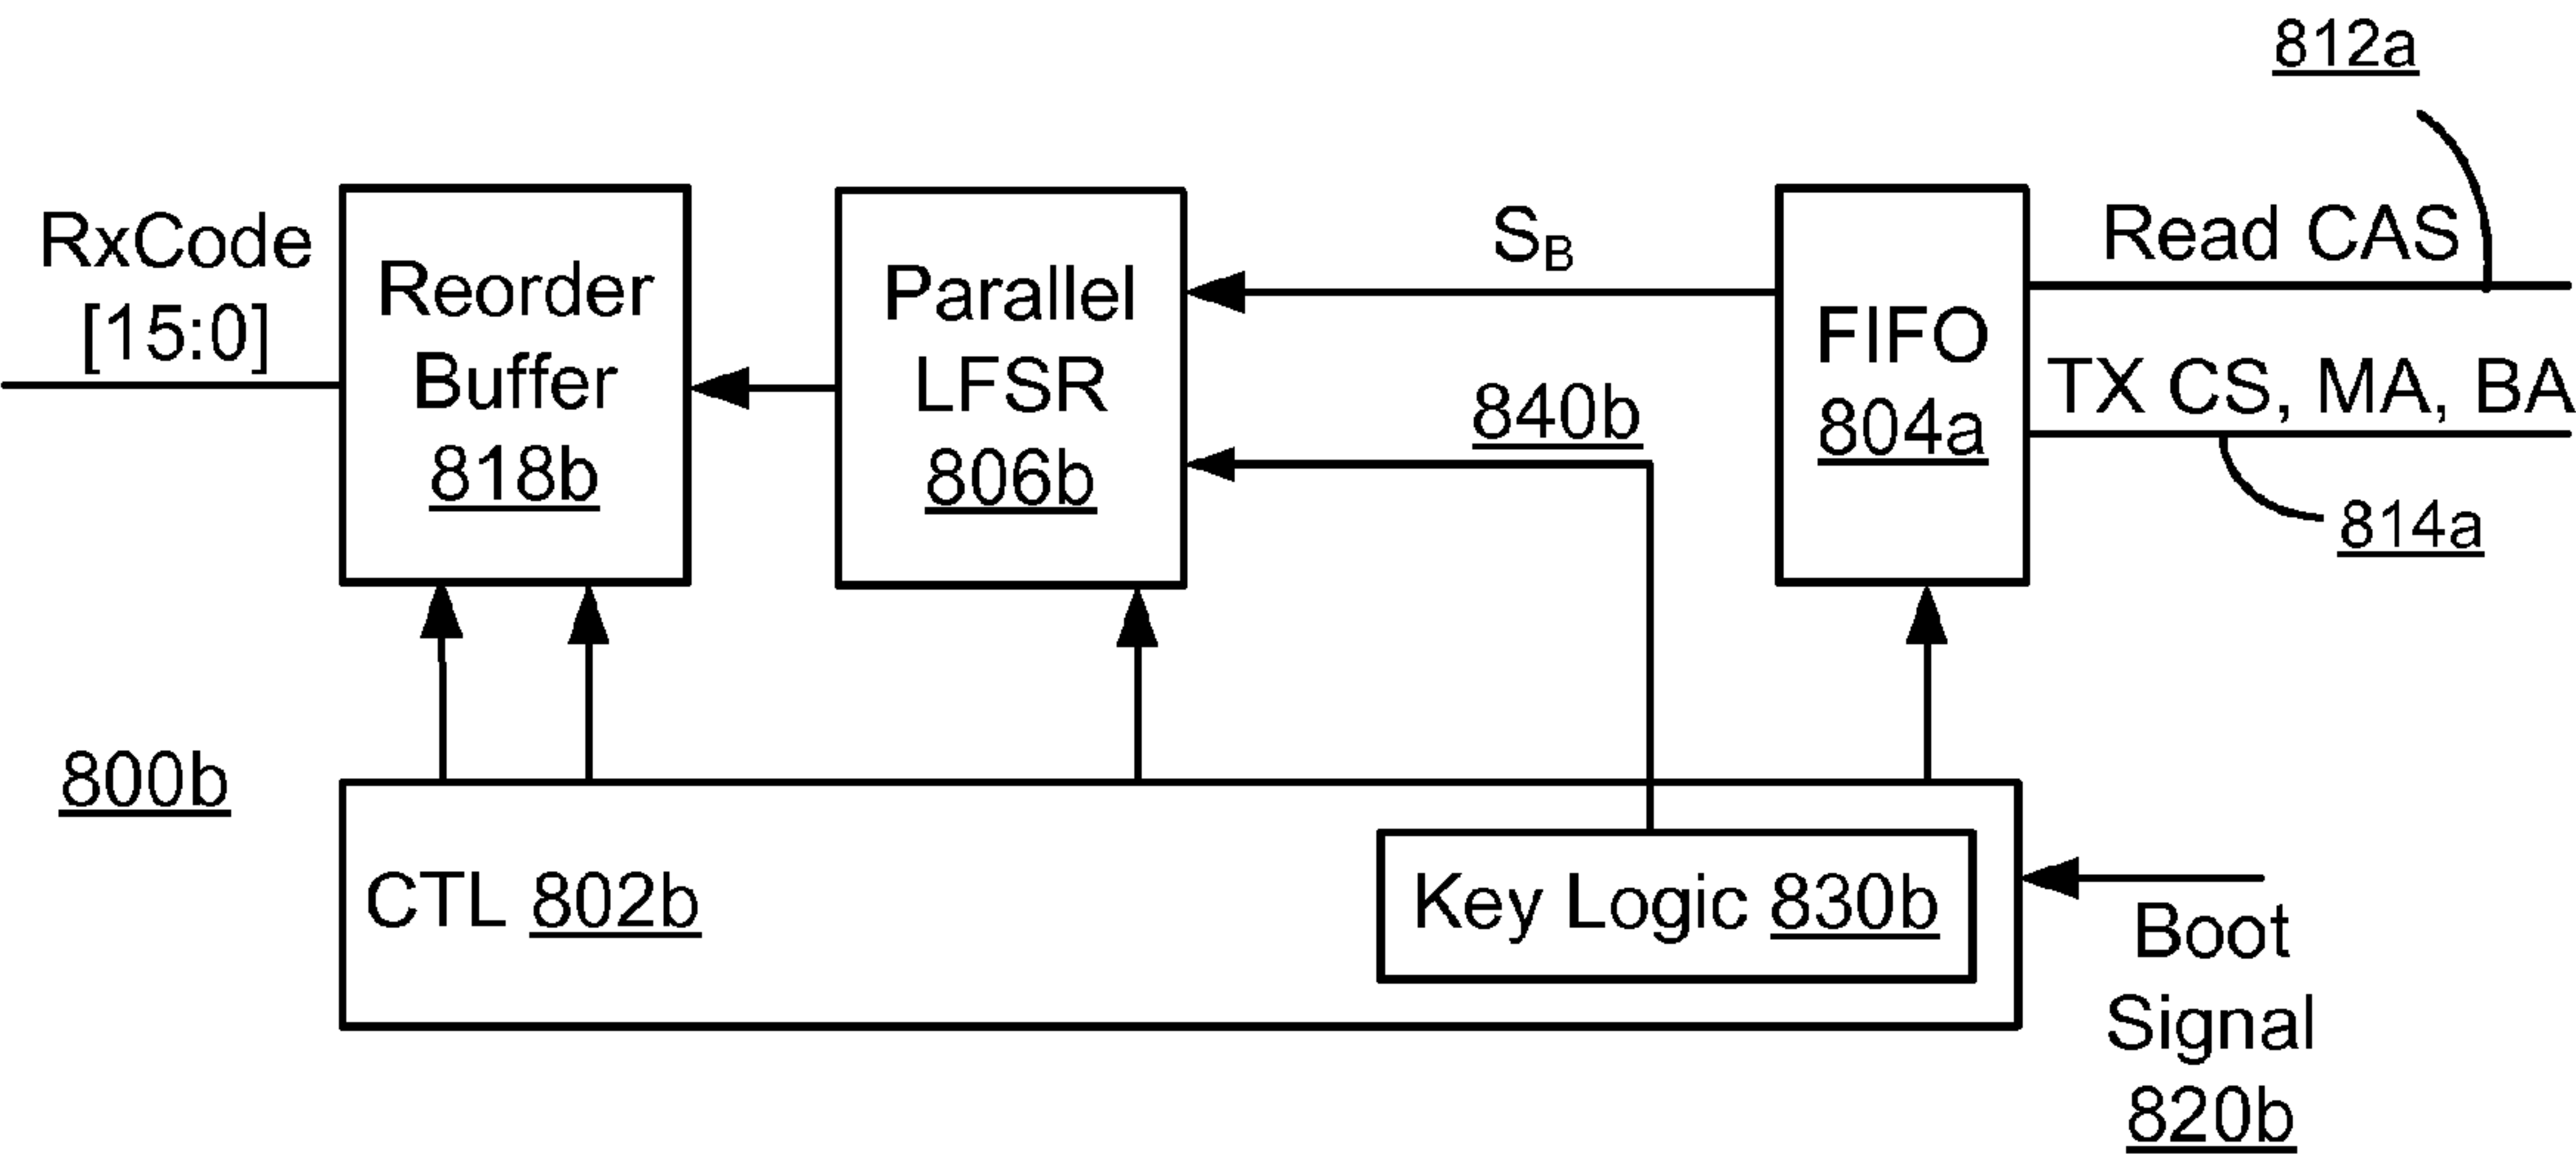 812a
RxCode
[15:0]
Reorder
Buffer
818b
Parallel
LFSR
806b
S_B
840b
FIFO
804a
Read CAS
TX CS, MA, BA
814a
800b
CTL 802b
Key Logic 830b
Boot
Signal
820b